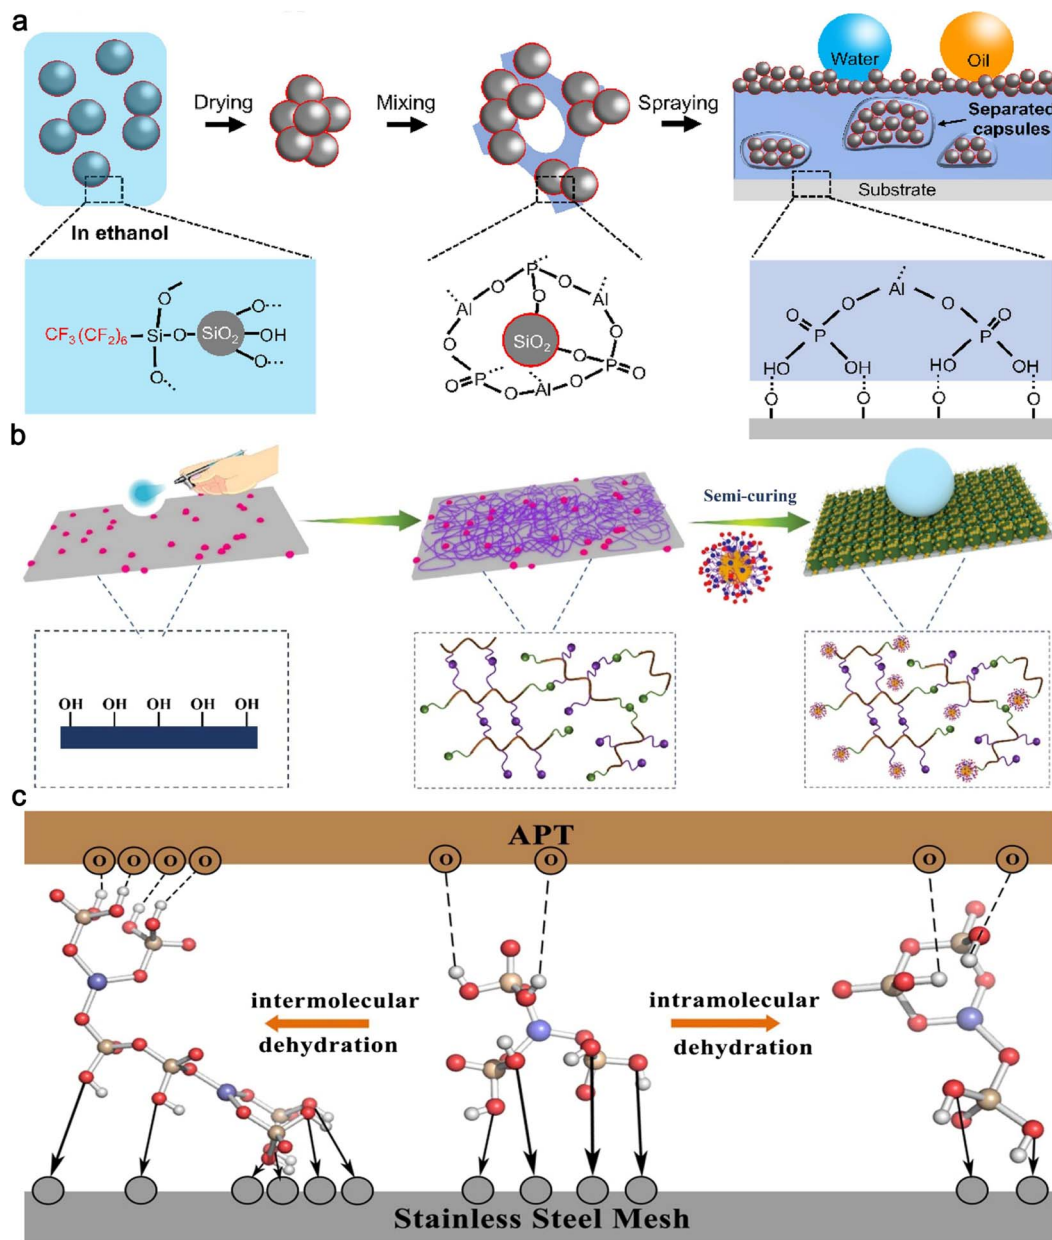 a
Drying
Mixing
Spraying
Water
Oil
Separated
capsules
Substrate
In ethanol
CF3(CF2)6
Si
O
O
O
SiO2
O
OH
O
P
O
O
O
Al
Al
O
SiO2
O
O
P
P
O
O
Al
O
Al
O
O
O
P
P
O
HO
OH
HO
OH
O
O
O
O
b
Semi-curing
OH OH OH OH OH
c
APT
O O O O O O O O
intermolecular
dehydration
intramolecular
dehydration
Stainless Steel Mesh